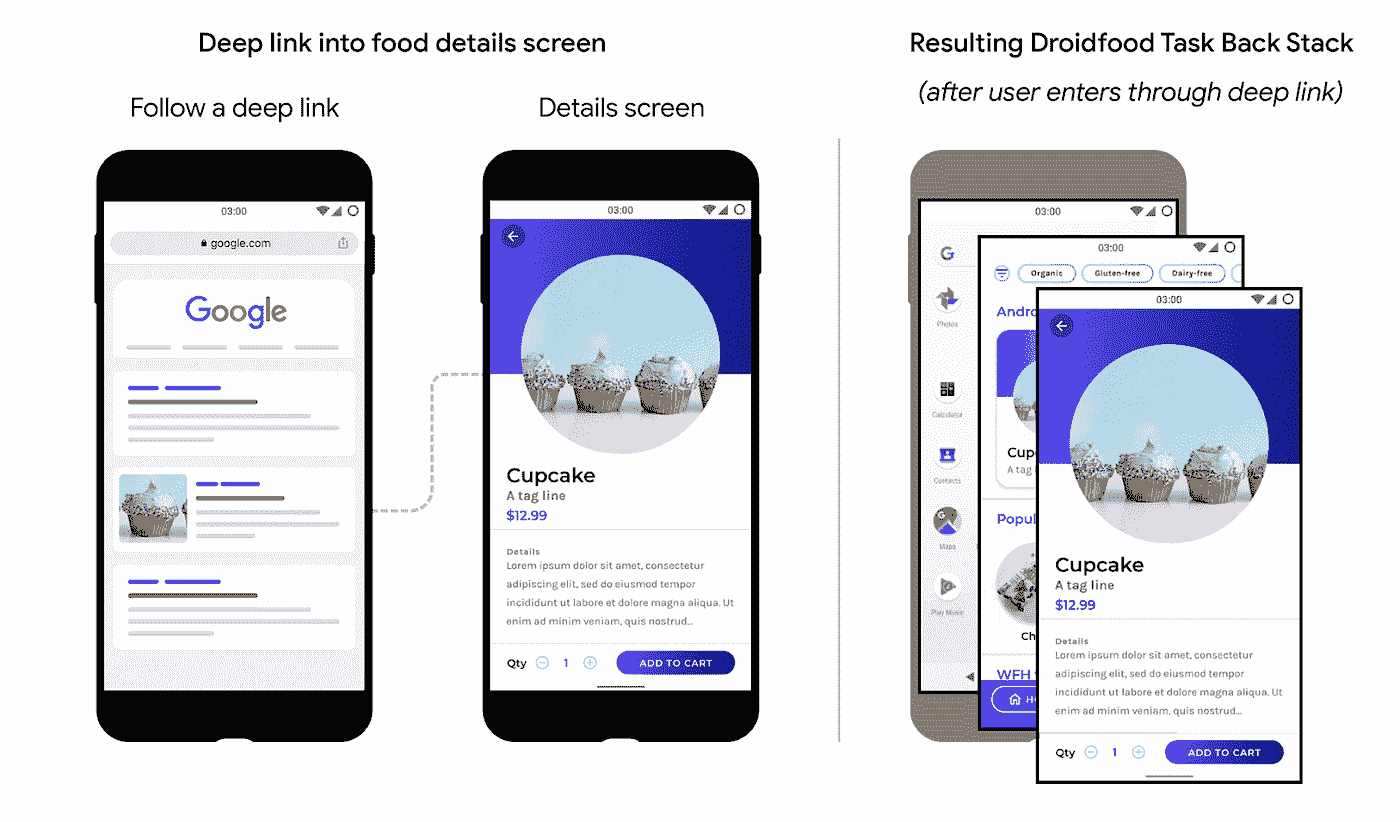 Deep link into food details screen
Follow a deep link
Details screen
03:00
google.com
Google
03:00
Cupcake
A tag line
$12.99
Details
Lorem ipsum dolor sit amet, consectetur
adipiscing elit, sed do eiusmod tempor
incididunt ut labore et dolore magna aliqua. Ut
enim ad minim veniam, quis nostrud...
Qty 1 ADD TO CART
Resulting Droidfood Task Back Stack
(after user enters through deep link)
03:00
G
Photos
Calculator
Contacts
Maps
Play Music
03:00
Organic Gluten-free Dairy-free
Andro
Cup
A tag
Popul
Ch
WFH
H
03:00
Cupcake
A tag line
$12.99
Details
Lorem ipsum dolor sit amet, consectetur
adipiscing elit, sed do eiusmod tempor
incididunt ut labore et dolore magna aliqua. Ut
enim ad minim veniam, quis nostrud...
Qty 1 ADD TO CART